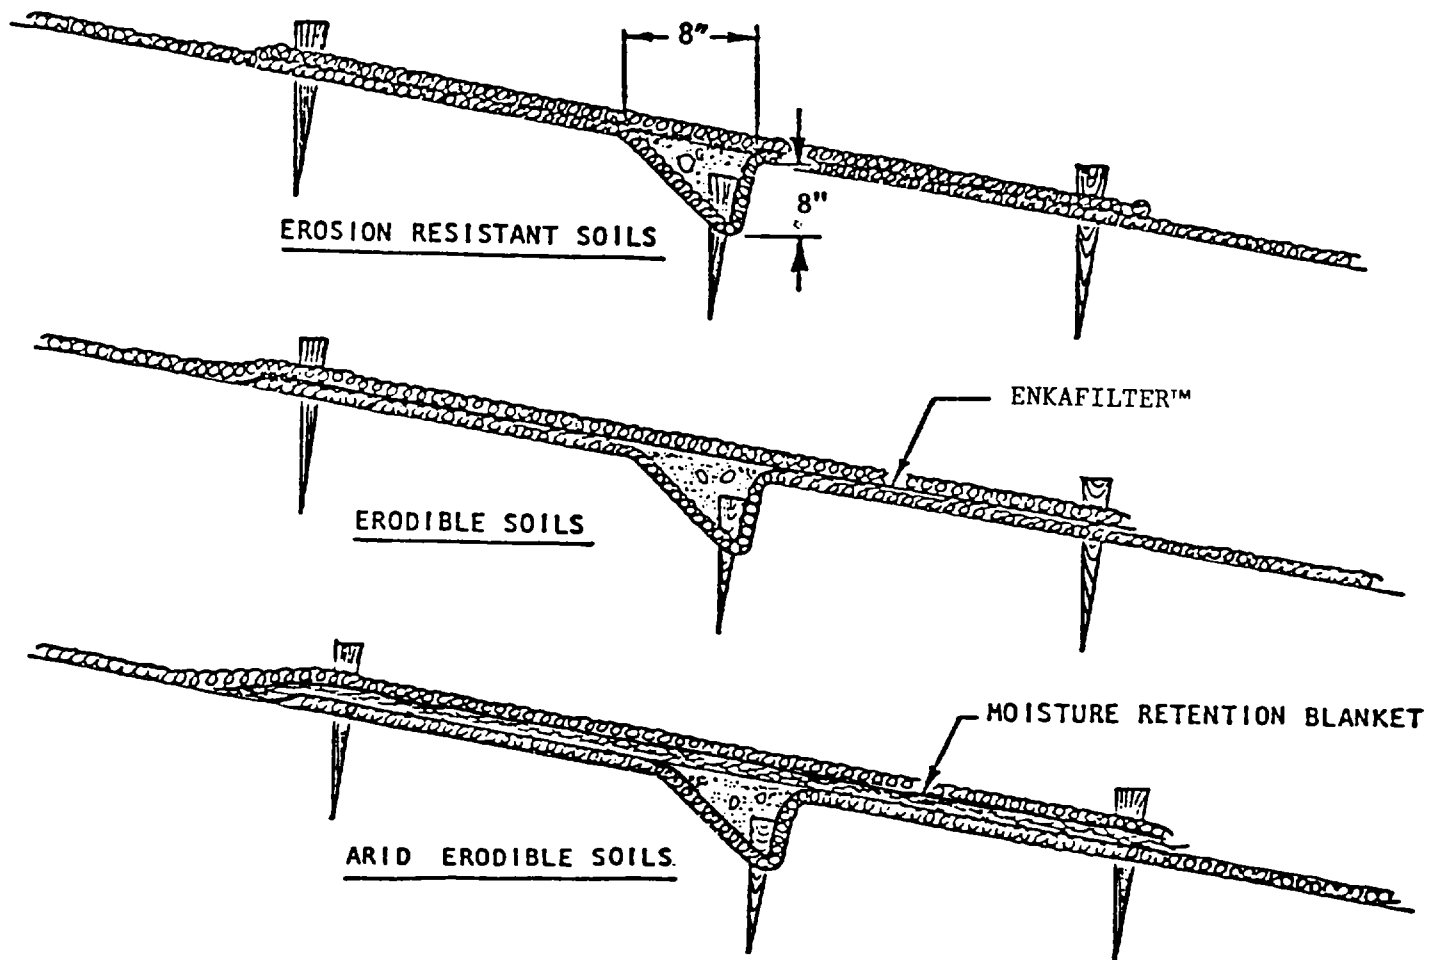 8"
8"
EROSION RESISTANT SOILS
ENKAFILTER™
ERODIBLE SOILS
MOISTURE RETENTION BLANKET
ARID ERODIBLE SOILS